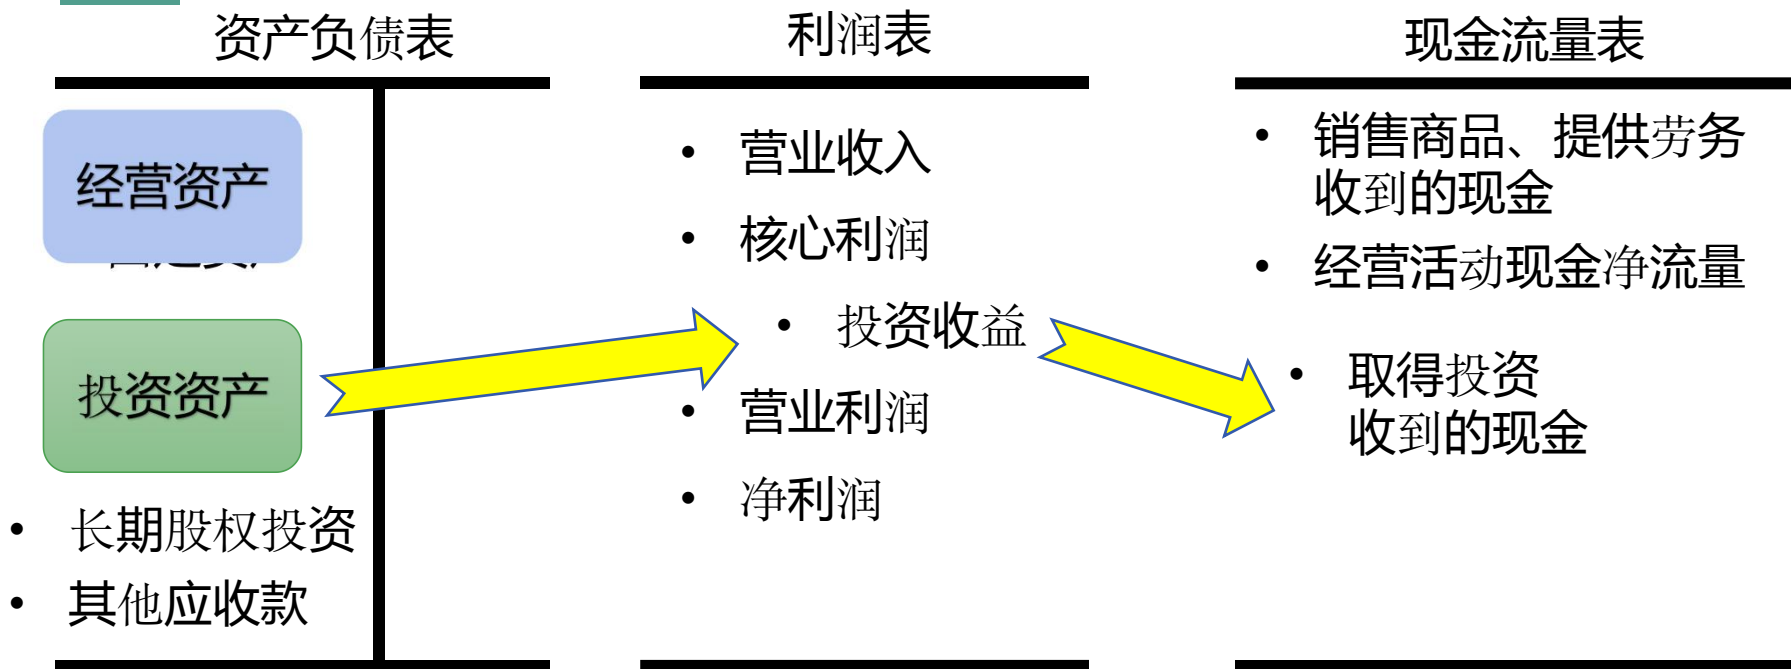 资产负债表
利润表
现金流量表
经营资产
投资资产
• 长期股权投资
• 其他应收款
• 营业收入
• 核心利润
• 投资收益
• 营业利润
• 净利润
• 销售商品、提供劳务
收到的现金
• 经营活动现金净流量
• 取得投资
收到的现金